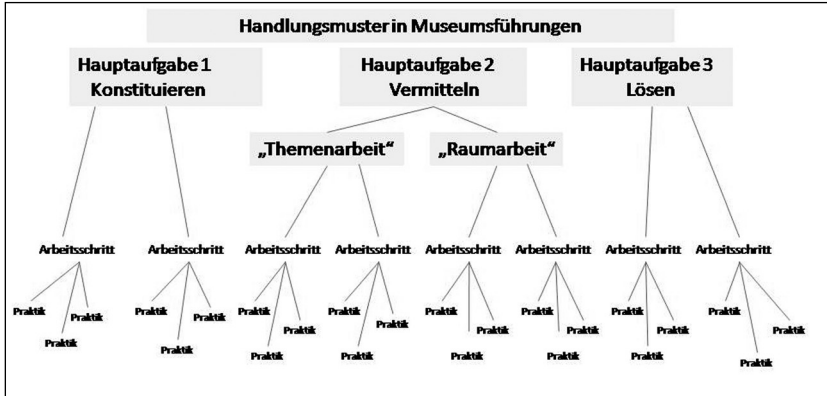 Handlungsmuster in Museumsführungen
Hauptaufgabe 1 Hauptaufgabe 2 Hauptaufgabe 3
Konstituieren Vermitteln Lösen
„Themenarbeit“ „Raumarbeit“
Arbeitsschritt Arbeitsschritt Arbeitsschritt Arbeitsschritt Arbeitsschritt Arbeitsschritt Arbeitsschritt Arbeitsschritt
Praktik Praktik Praktik Praktik Praktik Praktik Praktik Praktik
Praktik Praktik Praktik Praktik
Praktik Praktik Praktik Praktik Praktik
Praktik Praktik Praktik Praktik Praktik Praktik Praktik